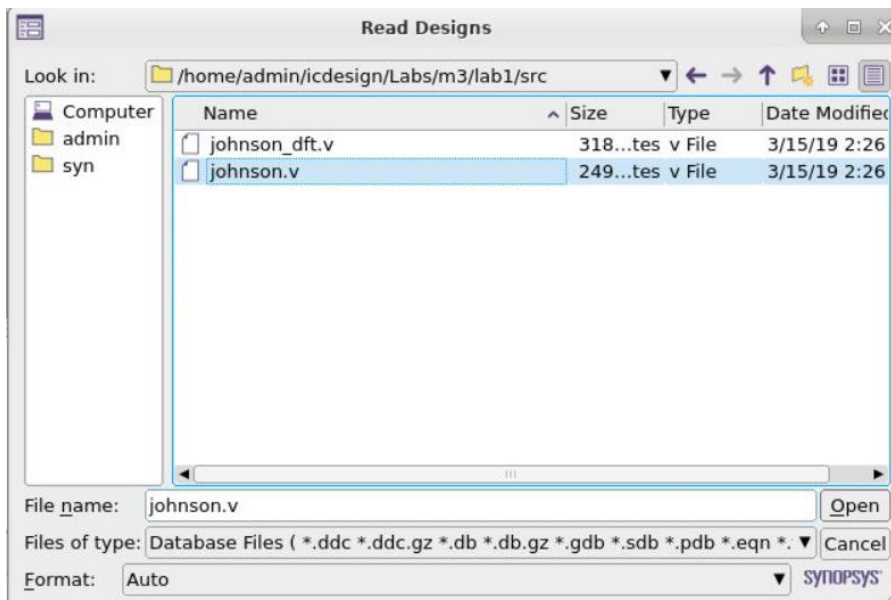 Read Designs
Look in: /home/admin/icdesign/Labs/m3/lab1/src
Computer
admin
syn
Name Size Type Date Modified
johnson_dft.v 318...tes v File 3/15/19 2:26
johnson.v 249...tes v File 3/15/19 2:26
File name: johnson.v Open
Files of type: Database Files ( *.ddc *.ddc.gz *.db *.db.gz *.gdb *.sdb *.pdb *.eqn *. Cancel
Format: Auto SYNOPSYS